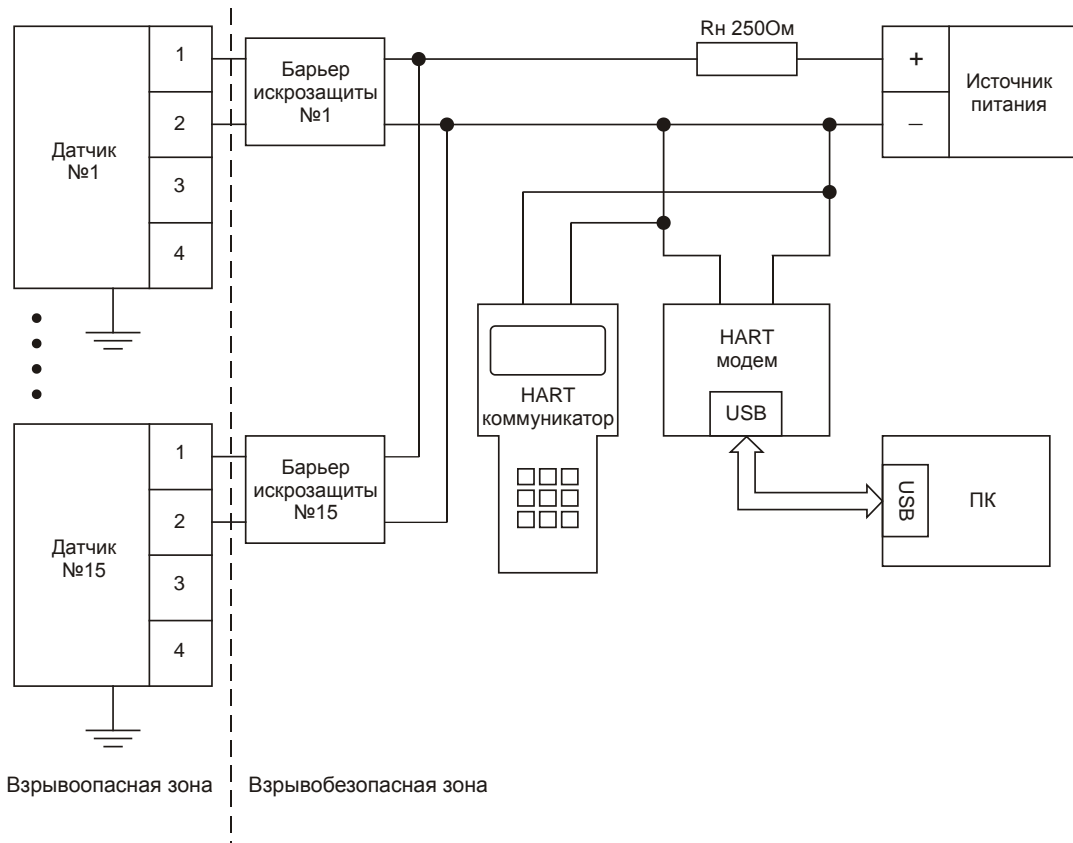 Rн 250Ом
1
2
3
4
Датчик
№1
Барьер
искрозащиты
№1
+
–
Источник
питания
HART
коммуникатор
HART
модем
USB
USB
ПК
1
2
3
4
Датчик
№15
Барьер
искрозащиты
№15
Взрывоопасная зона
Взрывобезопасная зона